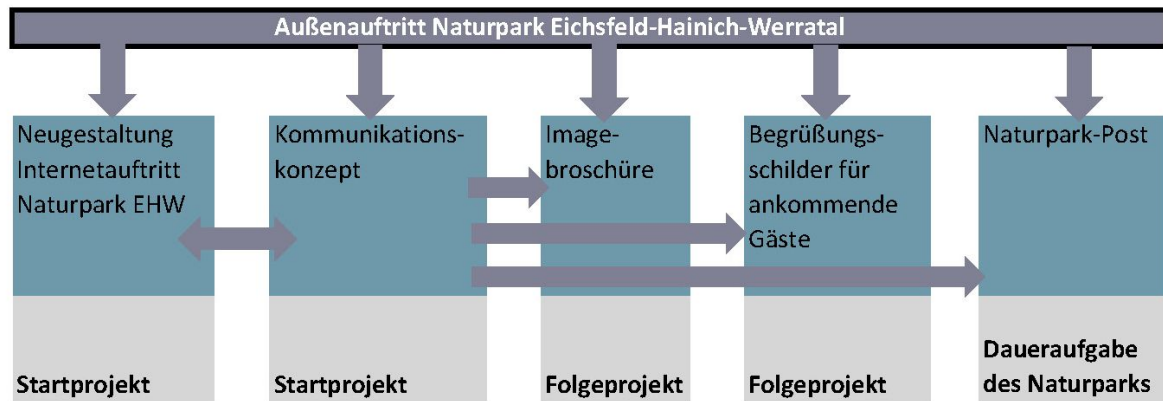 Außenauftritt Naturpark Eichsfeld-Hainich-Werratal
Neugestaltung
Internetauftritt
Naturpark EHW
Startprojekt
Kommunikations-
konzept
Startprojekt
Image-
broschüre
Folgeprojekt
Begrüßungs-
schilder für
ankommende
Gäste
Folgeprojekt
Naturpark-Post
Daueraufgabe
des Naturparks